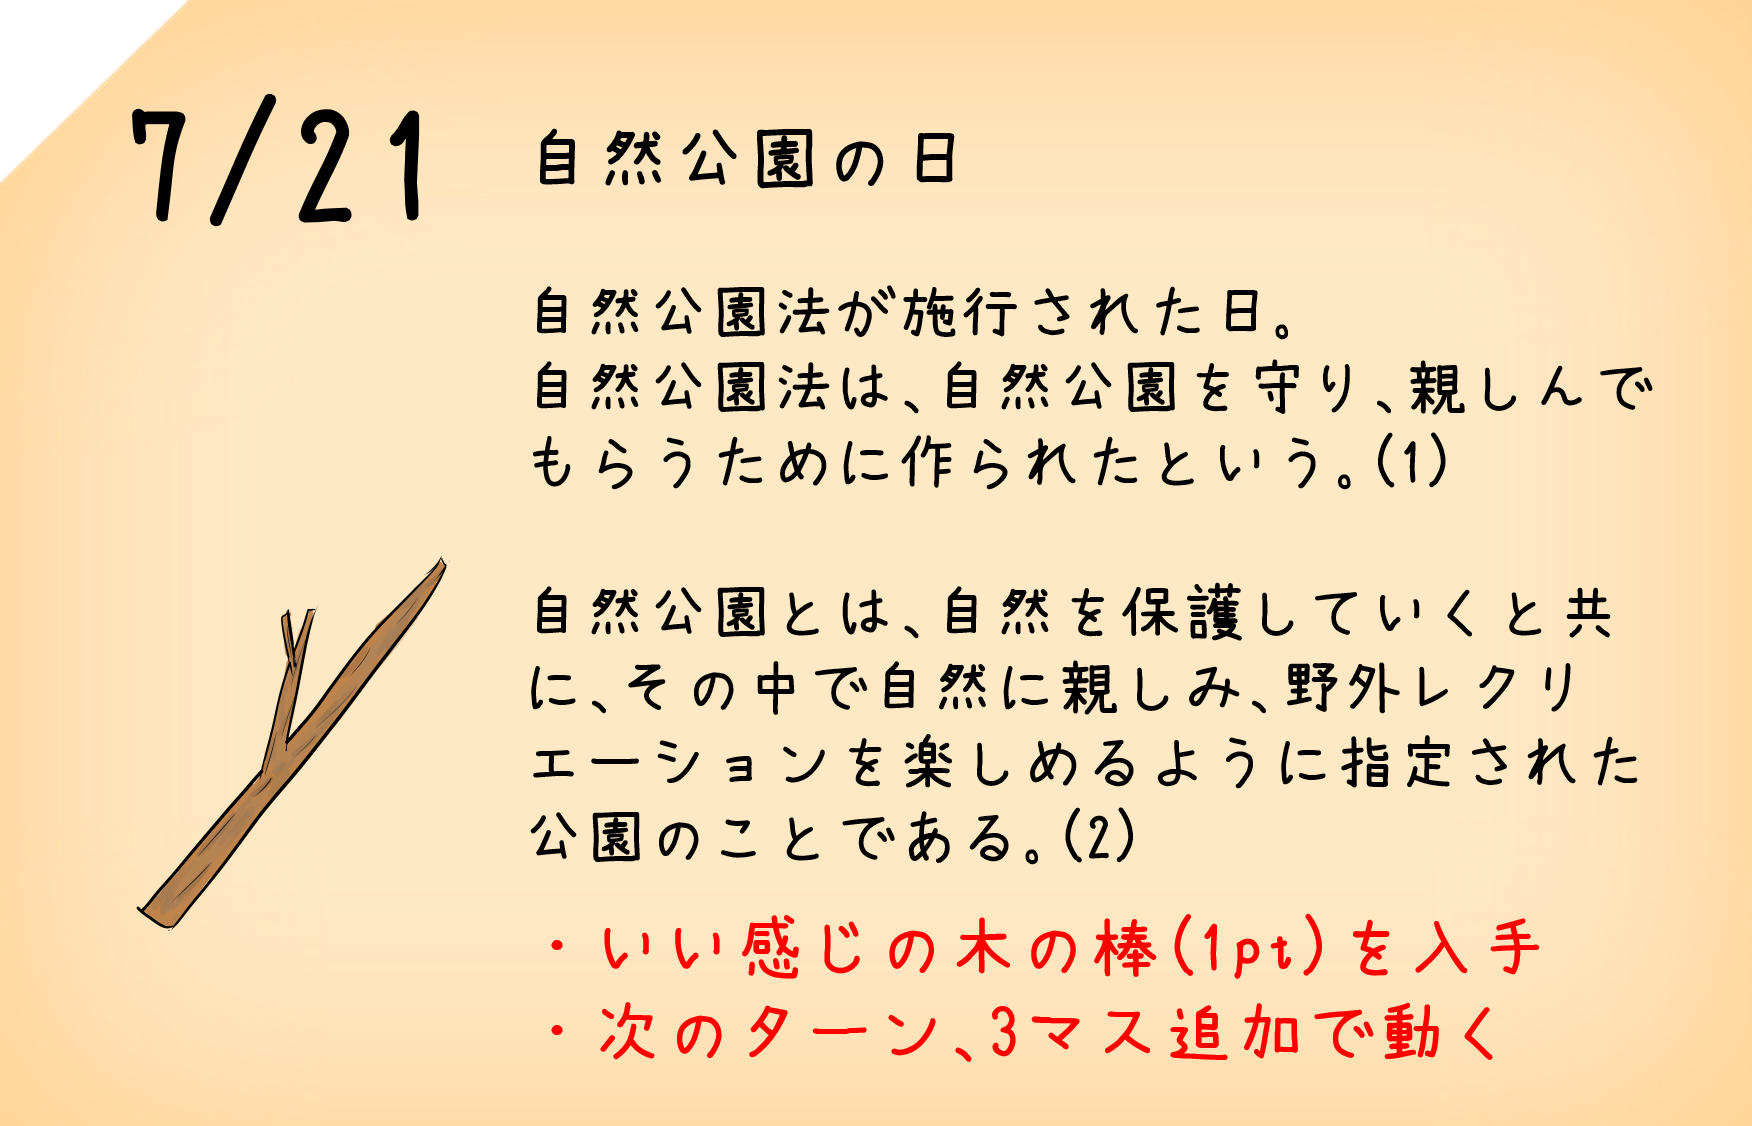 7/21 自然公園の日
自然公園法が施行された日。
自然公園法は、自然公園を守り、親しんで
もらうために作られたという。(1)
自然公園とは、自然を保護していくと共
に、その中で自然に親しみ、野外レクリ
エーションを楽しめるように指定された
公園のことである。(2)
・いい感じの木の棒(1pt)を入手
・次のターン、3マス追加で動く